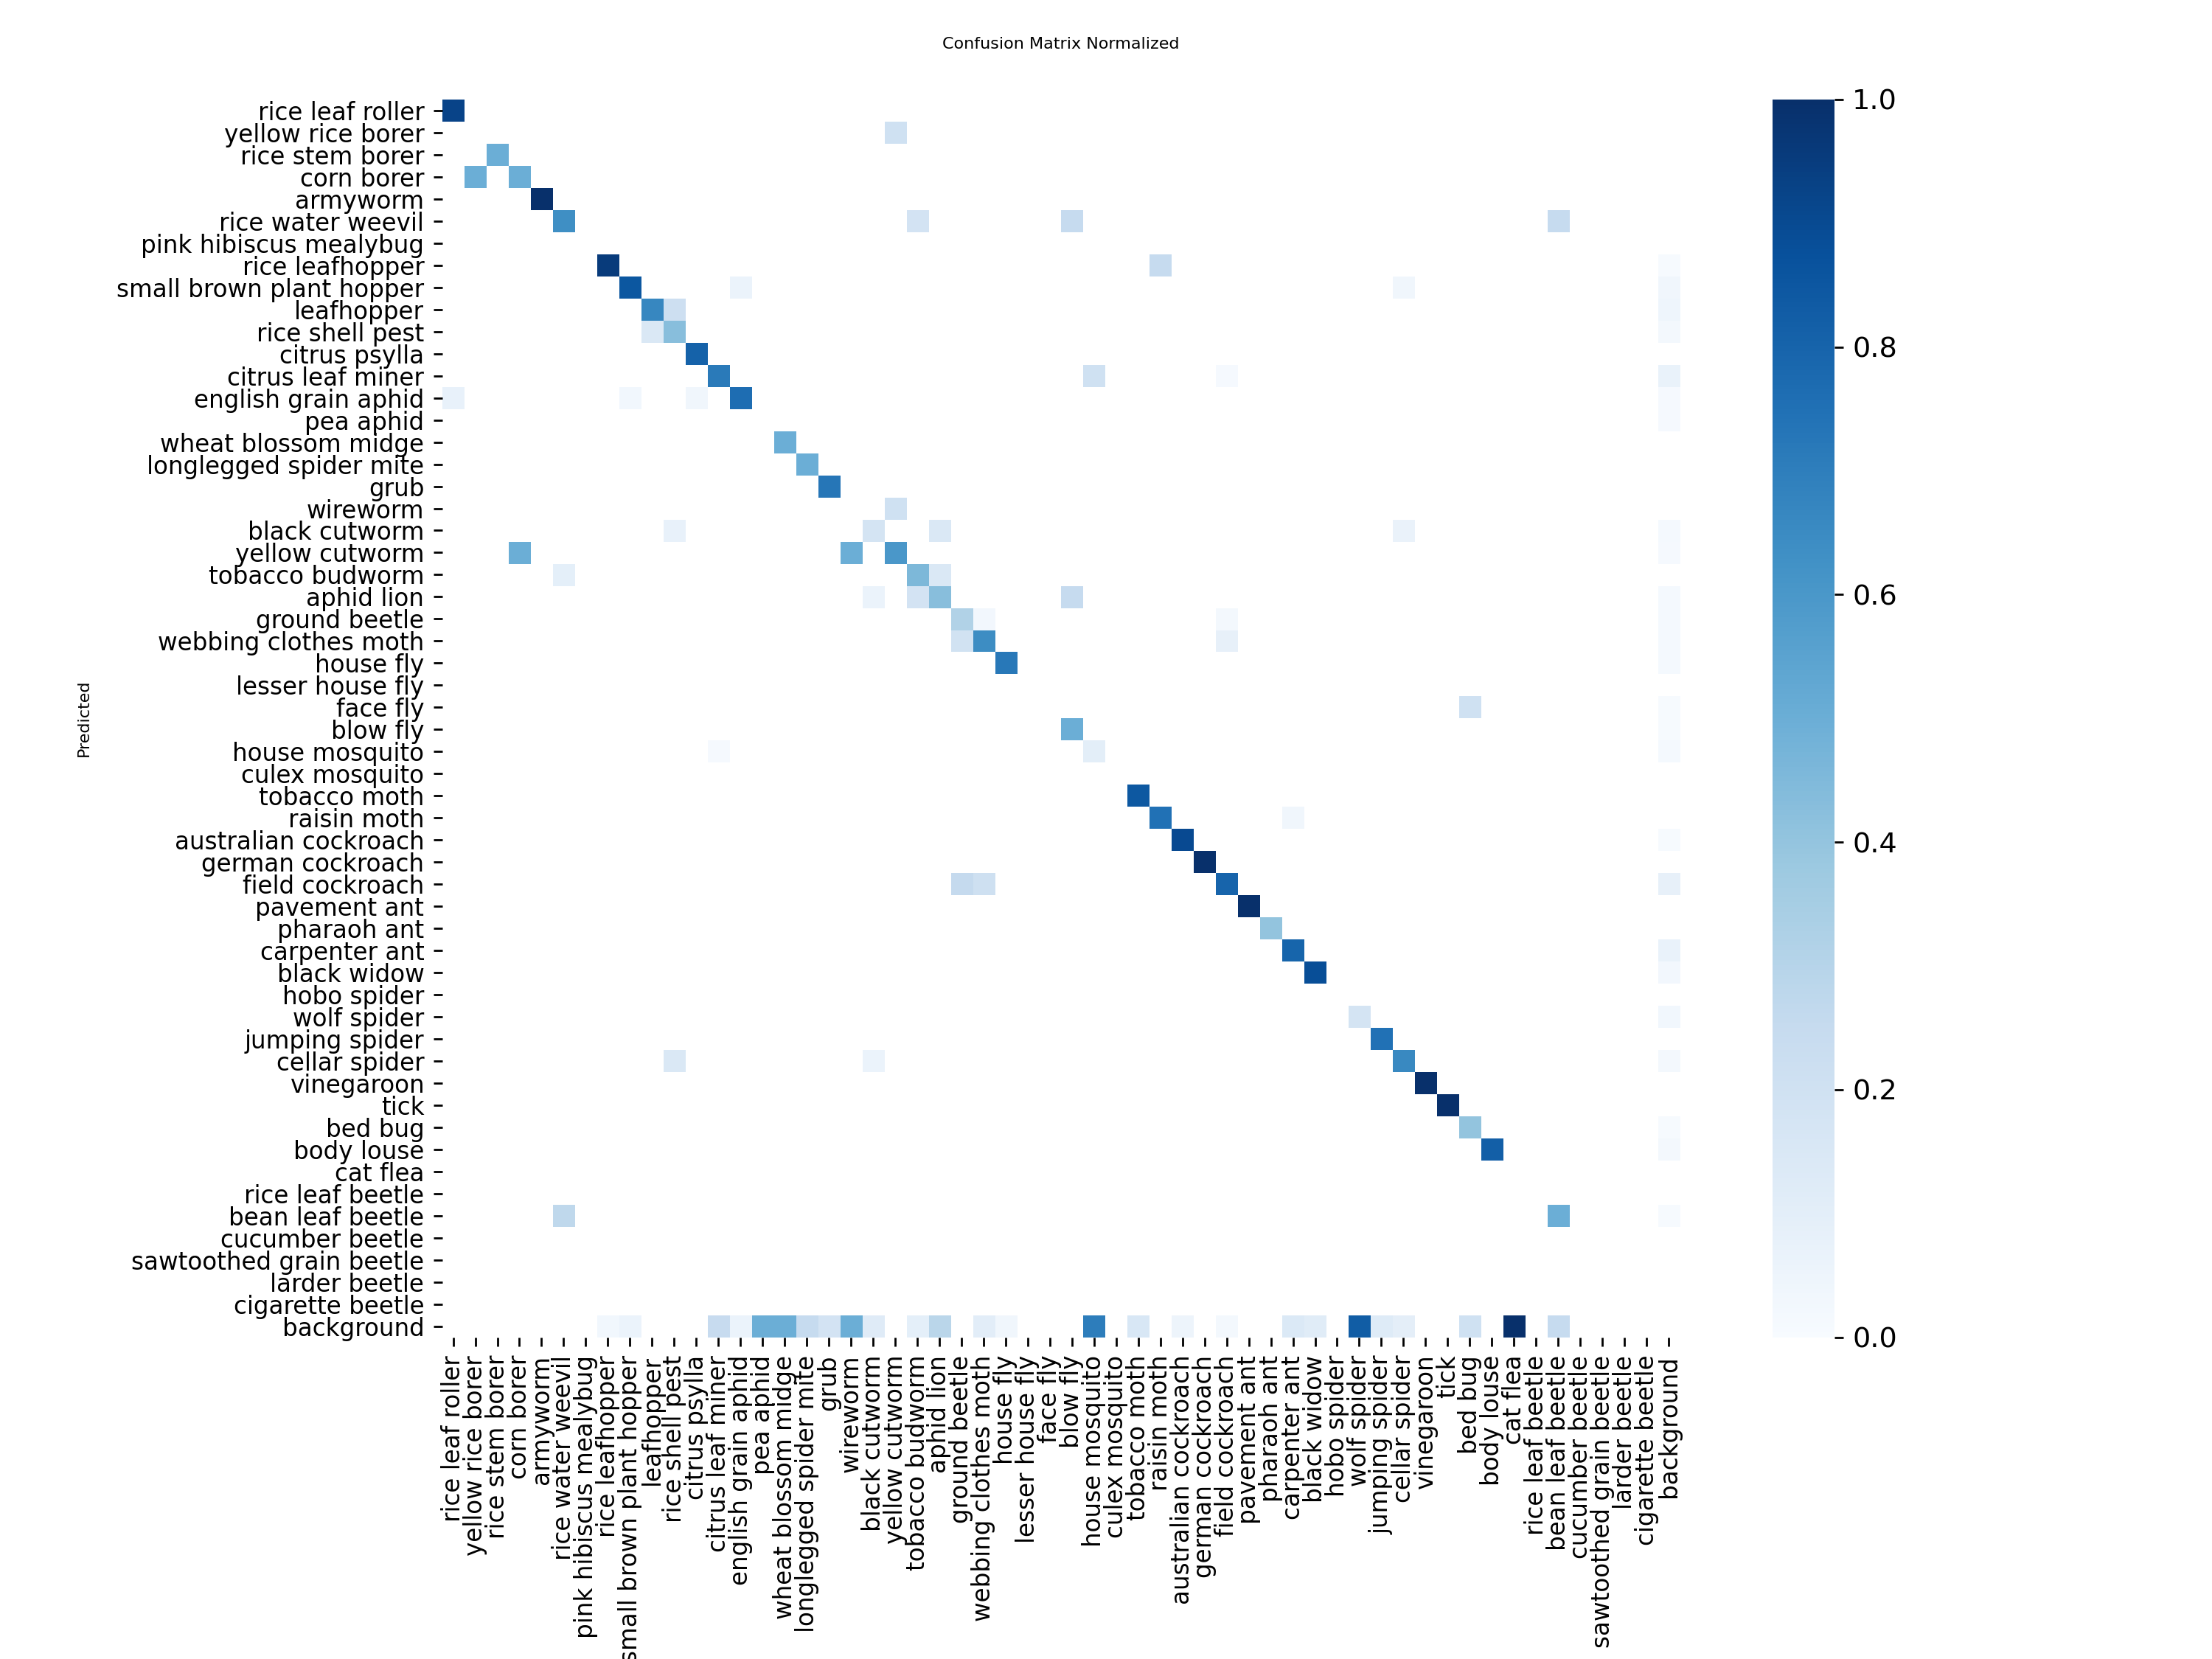 Confusion Matrix Normalized
rice leaf roller
yellow rice borer
rice stem borer
corn borer
armyworm
rice water weevil
pink hibiscus mealybug
rice leafhopper
small brown plant hopper
leafhopper
rice shell pest
citrus psylla
citrus leaf miner
english grain aphid
pea aphid
wheat blossom midge
longlegged spider mite
grub
wireworm
black cutworm
yellow cutworm
tobacco budworm
aphid lion
ground beetle
webbing clothes moth
house fly
lesser house fly
face fly
blow fly
house mosquito
culex mosquito
tobacco moth
raisin moth
australian cockroach
german cockroach
field cockroach
pavement ant
pharaoh ant
carpenter ant
black widow
hobo spider
wolf spider
jumping spider
cellar spider
vinegaroon
tick
bed bug
body louse
cat flea
rice leaf beetle
bean leaf beetle
cucumber beetle
sawtoothed grain beetle
larder beetle
cigarette beetle
background
Predicted
rice leaf roller
yellow rice borer
rice stem borer
corn borer
armyworm
rice water weevil
pink hibiscus mealybug
rice leafhopper
small brown plant hopper
leafhopper
rice shell pest
citrus psylla
citrus leaf miner
english grain aphid
pea aphid
wheat blossom midge
longlegged spider mite
grub
wireworm
black cutworm
yellow cutworm
tobacco budworm
aphid lion
ground beetle
webbing clothes moth
house fly
lesser house fly
face fly
blow fly
house mosquito
culex mosquito
tobacco moth
raisin moth
australian cockroach
german cockroach
field cockroach
pavement ant
pharaoh ant
carpenter ant
black widow
hobo spider
wolf spider
jumping spider
cellar spider
vinegaroon
tick
bed bug
body louse
cat flea
rice leaf beetle
bean leaf beetle
cucumber beetle
sawtoothed grain beetle
larder beetle
cigarette beetle
background
1.0
0.8
0.6
0.4
0.2
0.0